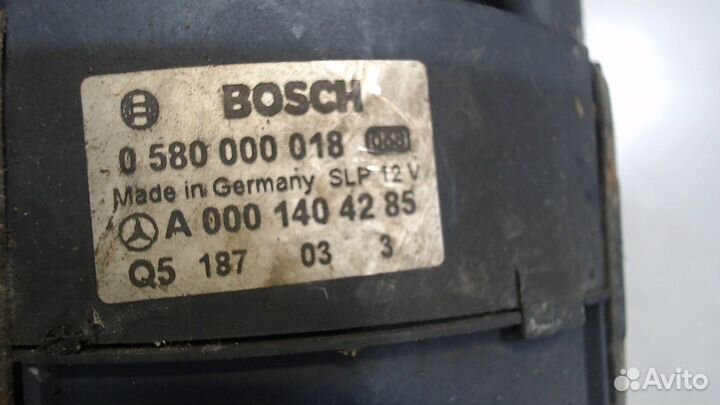 BOSCH
0 580 000 018 068
Made in Germany SLP 12 V
A 000 140 42 85
Q5 187 03 3
Avito